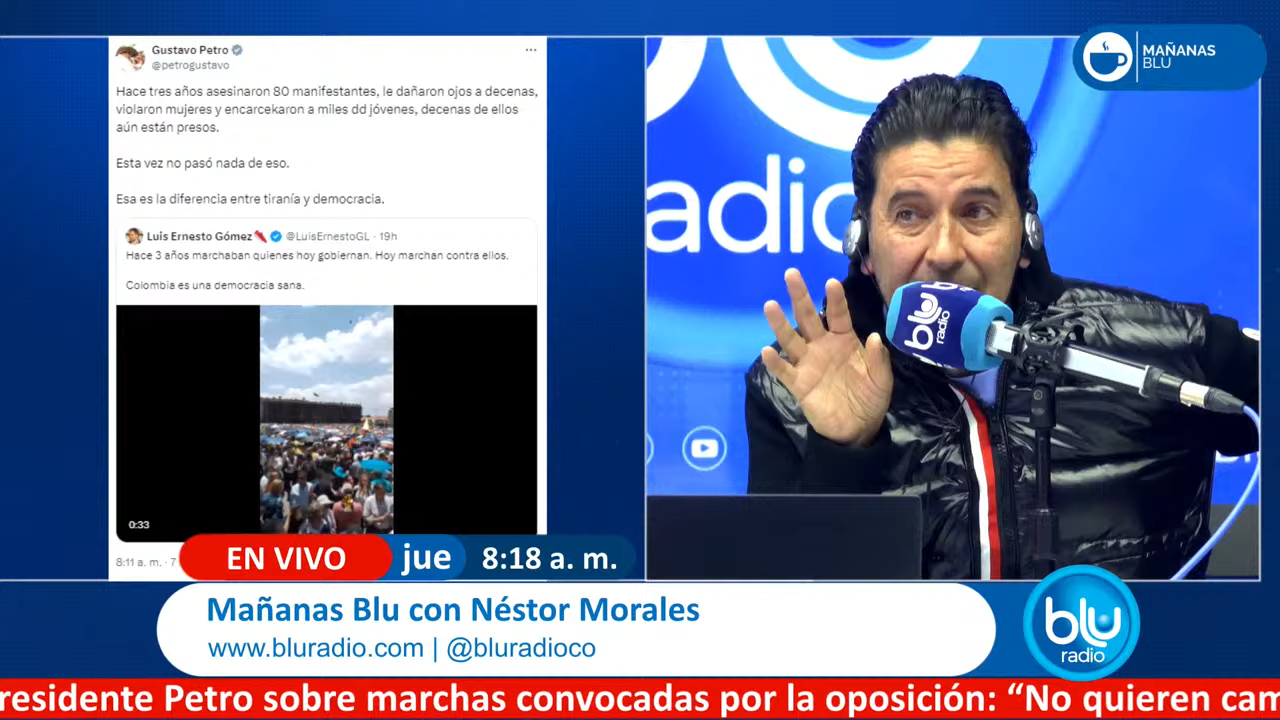 Gustavo Petro
@petrogustavo
Hace tres años asesinaron 80 manifestantes, le dañaron ojos a decenas,
violaron mujeres y encarcekaron a miles dd jóvenes, decenas de ellos
aún están presos.
Esta vez no pasó nada de eso.
Esa es la diferencia entre tiranía y democracia.
Luis Ernesto Gómez @LuisErnestoGL · 19h
Hace 3 años marchaban quienes hoy gobiernan. Hoy marchan contra ellos.
Colombia es una democracia sana.
0:33
8:11 a. m. · 7
MAÑANAS
BLU
radio
blu
radio
EN VIVO jue 8:18 a. m.
Mañanas Blu con Néstor Morales
www.bluradio.com | @bluradioco
blu
radio
residente Petro sobre marchas convocadas por la oposición: “No quieren cam